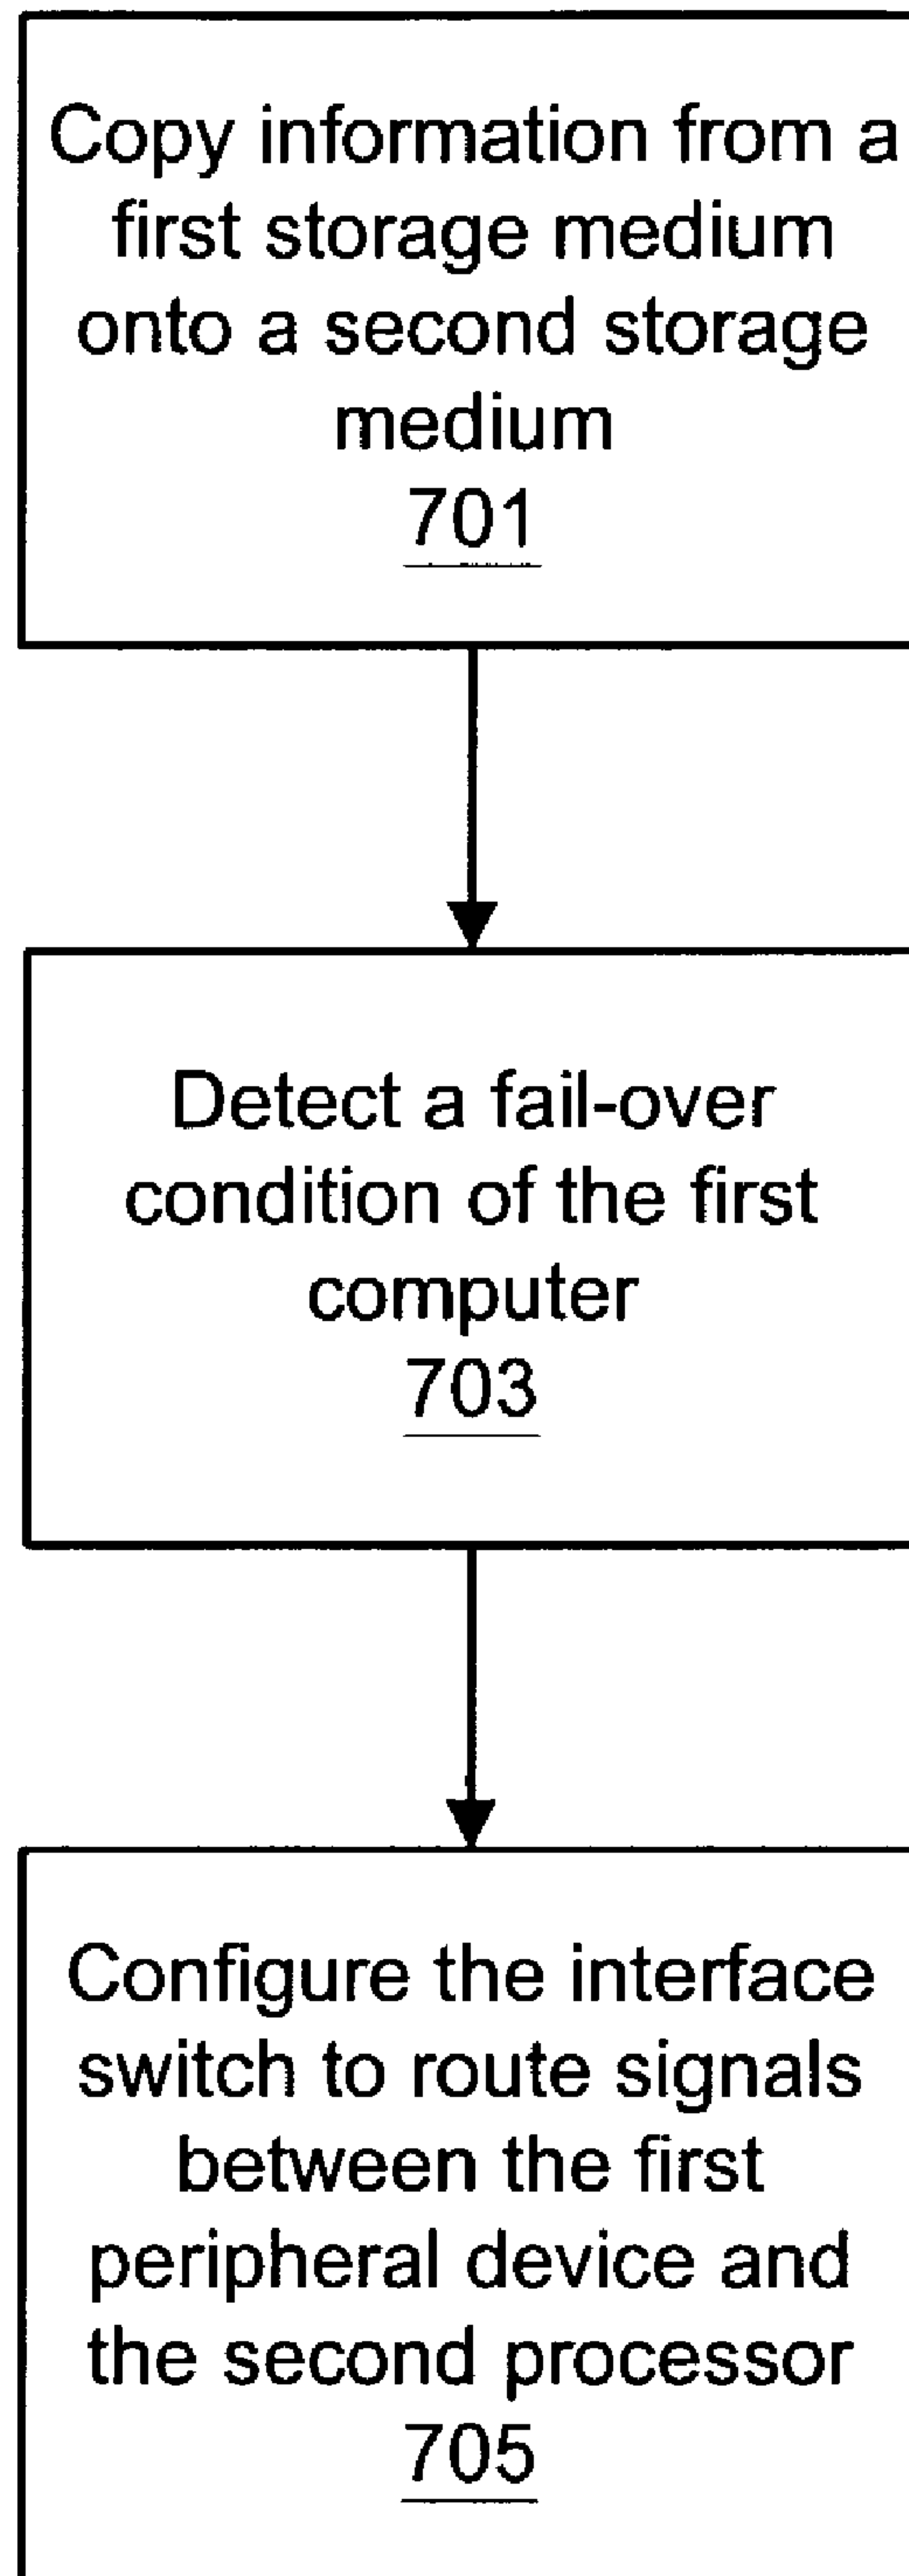 Copy information from a
first storage medium
onto a second storage
medium
701
Detect a fail-over
condition of the first
computer
703
Configure the interface
switch to route signals
between the first
peripheral device and
the second processor
705